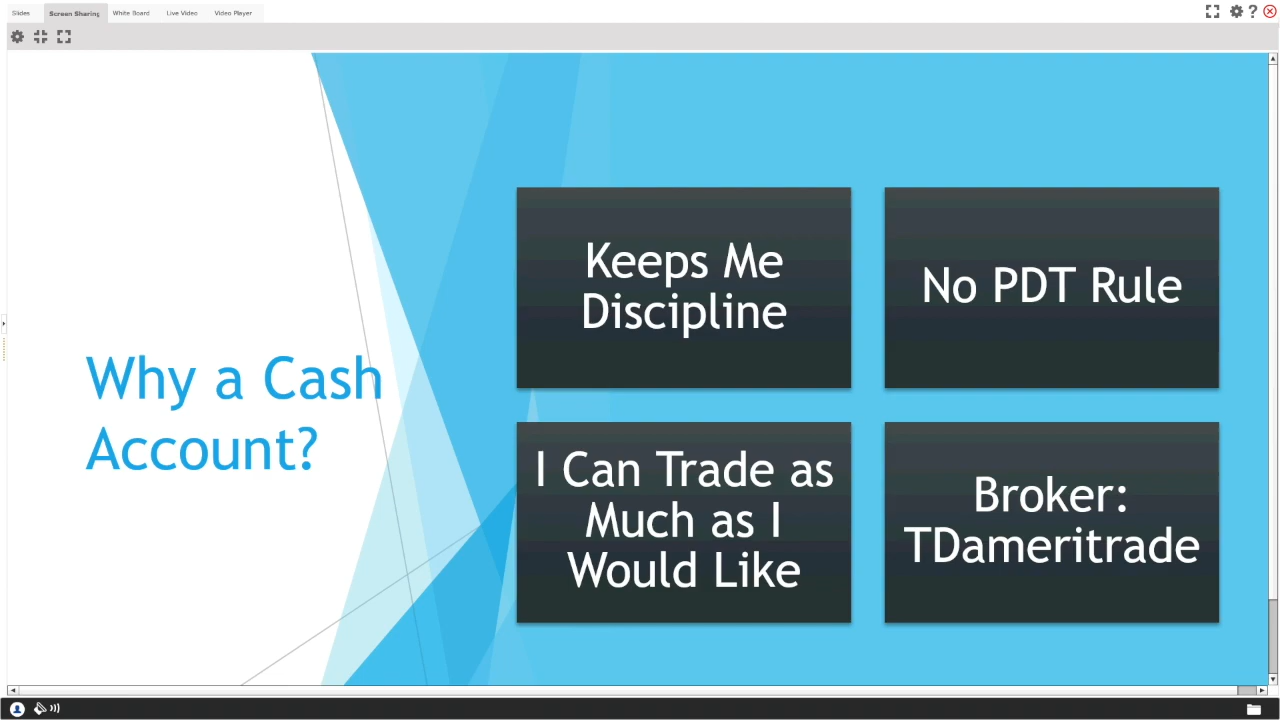 Slides Screen Sharing White Board Live Video Video Player
Why a Cash
Account?
Keeps Me
Discipline
No PDT Rule
I Can Trade as
Much as I
Would Like
Broker:
TDameritrade